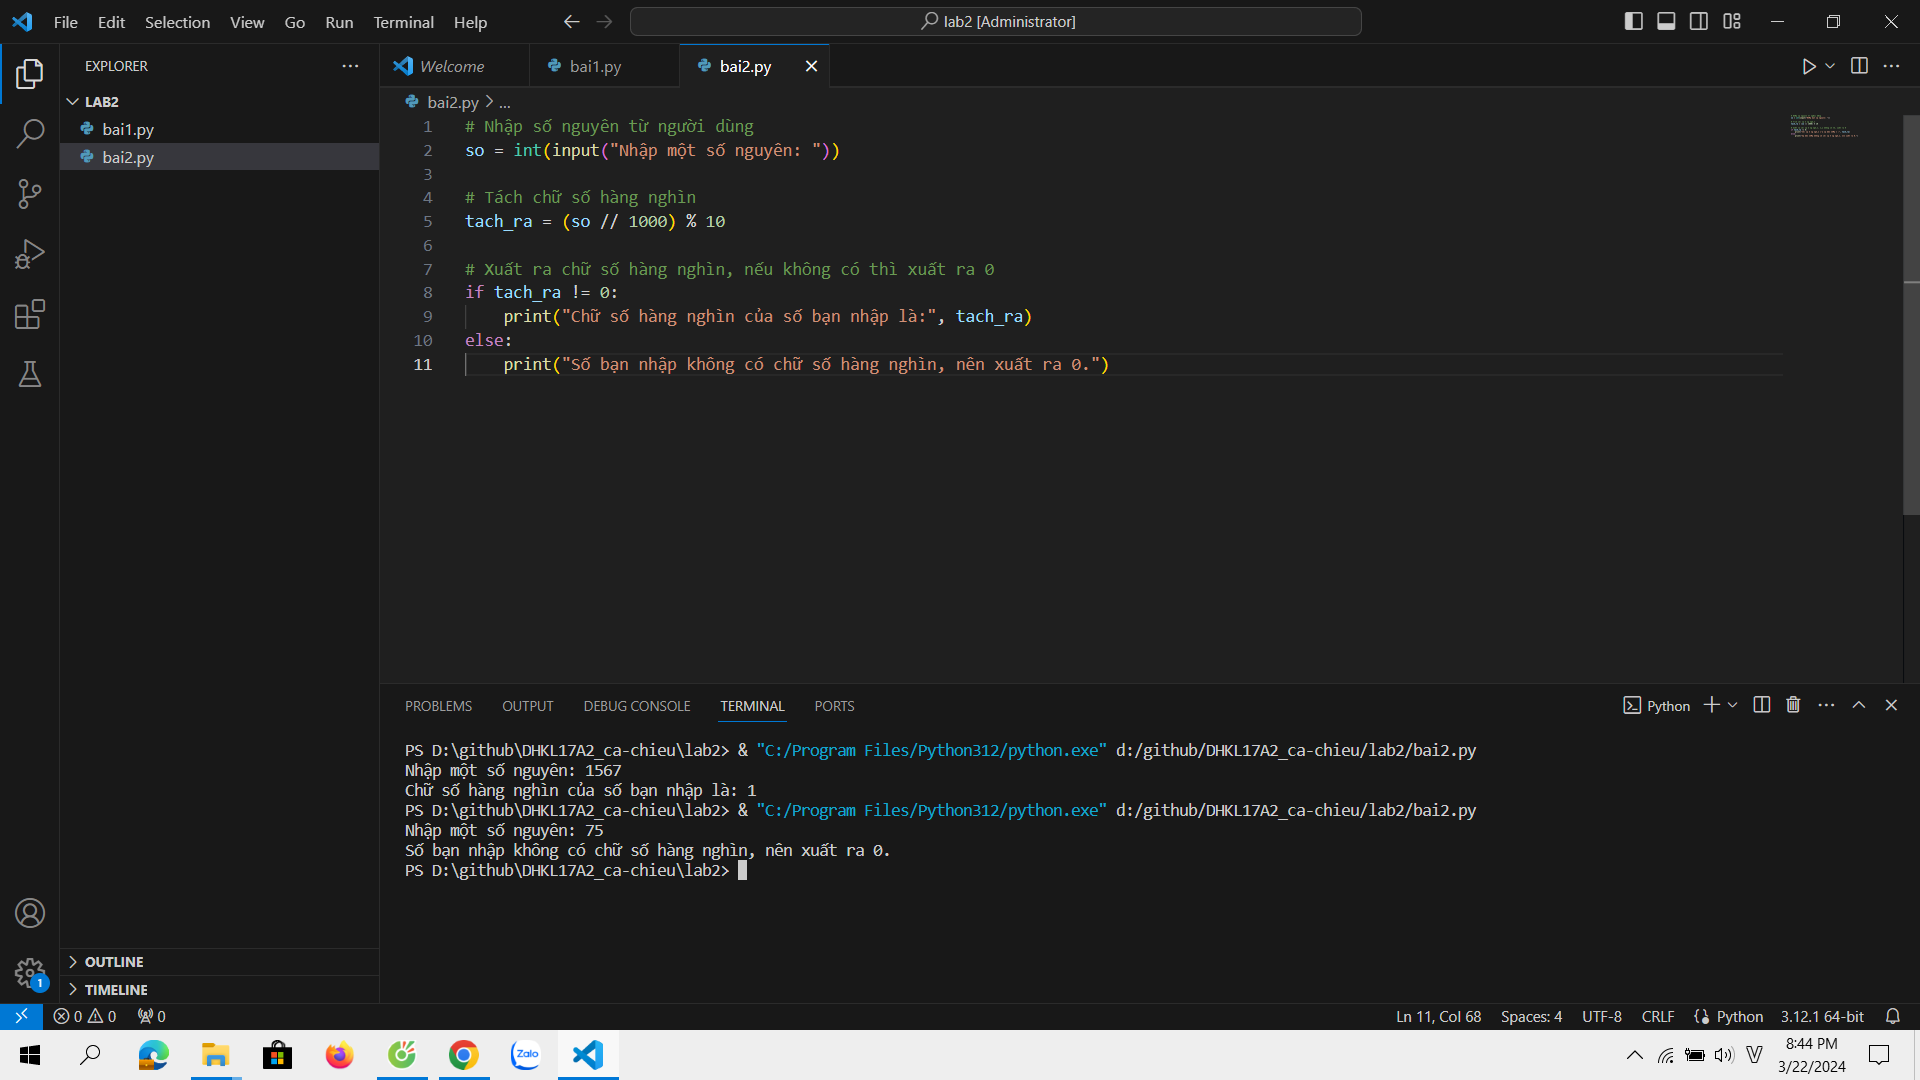 File Edit Selection View Go Run Terminal Help
lab2 [Administrator]
EXPLORER
Welcome
bai1.py
bai2.py
LAB2
bai1.py
bai2.py
bai2.py > ...
1 # Nhập số nguyên từ người dùng
2 so = int(input("Nhập một số nguyên: "))
3
4 # Tách chữ số hàng nghìn
5 tach_ra = (so // 1000) % 10
6
7 # Xuất ra chữ số hàng nghìn, nếu không có thì xuất ra 0
8 if tach_ra != 0:
9     print("Chữ số hàng nghìn của số bạn nhập là:", tach_ra)
10 else:
11     print("Số bạn nhập không có chữ số hàng nghìn, nên xuất ra 0.")
PROBLEMS OUTPUT DEBUG CONSOLE TERMINAL PORTS
Python
PS D:\github\DHKL17A2_ca-chieu\lab2> & "C:/Program Files/Python312/python.exe" d:/github/DHKL17A2_ca-chieu/lab2/bai2.py
Nhập một số nguyên: 1567
Chữ số hàng nghìn của số bạn nhập là: 1
PS D:\github\DHKL17A2_ca-chieu\lab2> & "C:/Program Files/Python312/python.exe" d:/github/DHKL17A2_ca-chieu/lab2/bai2.py
Nhập một số nguyên: 75
Số bạn nhập không có chữ số hàng nghìn, nên xuất ra 0.
PS D:\github\DHKL17A2_ca-chieu\lab2>
OUTLINE
1
TIMELINE
0 0 0
Ln 11, Col 68 Spaces: 4 UTF-8 CRLF Python 3.12.1 64-bit
Zalo
V
8:44 PM
3/22/2024